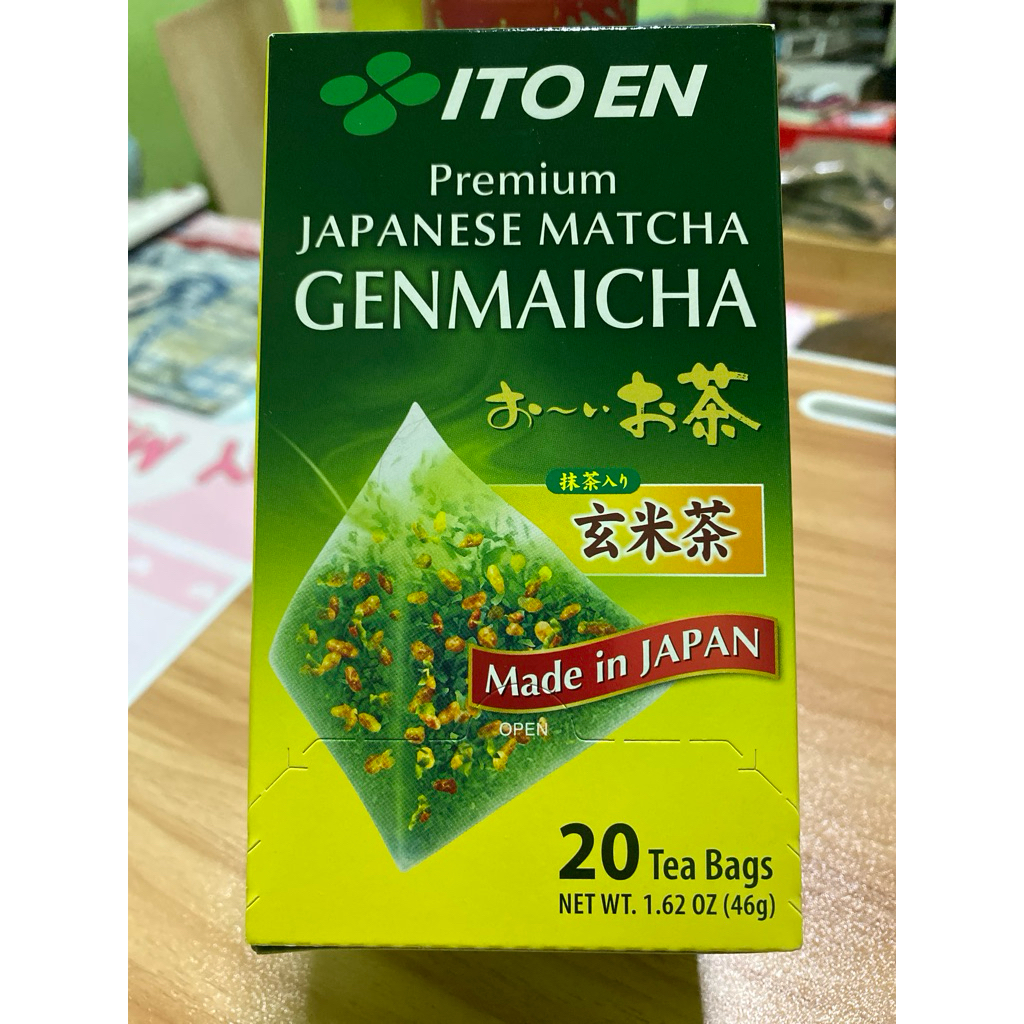 ITO EN
Premium
JAPANESE MATCHA
GENMAICHA
お～いお茶
抹茶入り
玄米茶
Made in JAPAN
OPEN
20 Tea Bags
NET WT. 1.62 OZ (46g)